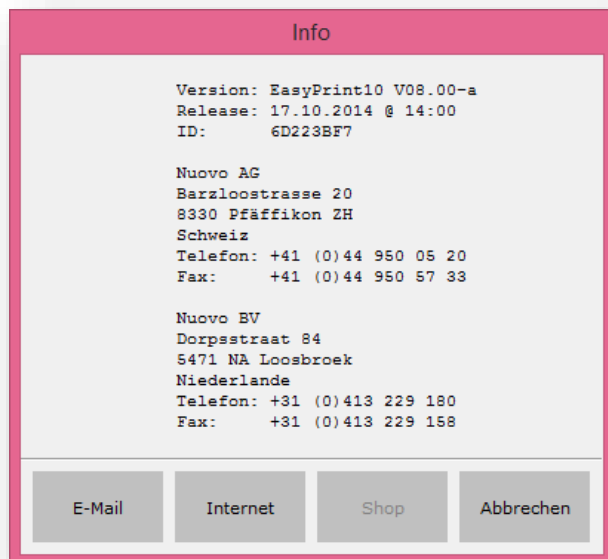 Info
Version: EasyPrint10 V08.00-a
Release: 17.10.2014 @ 14:00
ID: 6D223BF7
Nuovo AG
Barzloostrasse 20
8330 Pfäffikon ZH
Schweiz
Telefon: +41 (0)44 950 05 20
Fax: +41 (0)44 950 57 33
Nuovo BV
Dorpsstraat 84
5471 NA Loosbroek
Niederlande
Telefon: +31 (0)413 229 180
Fax: +31 (0)413 229 158
E-Mail Internet Shop Abbrechen